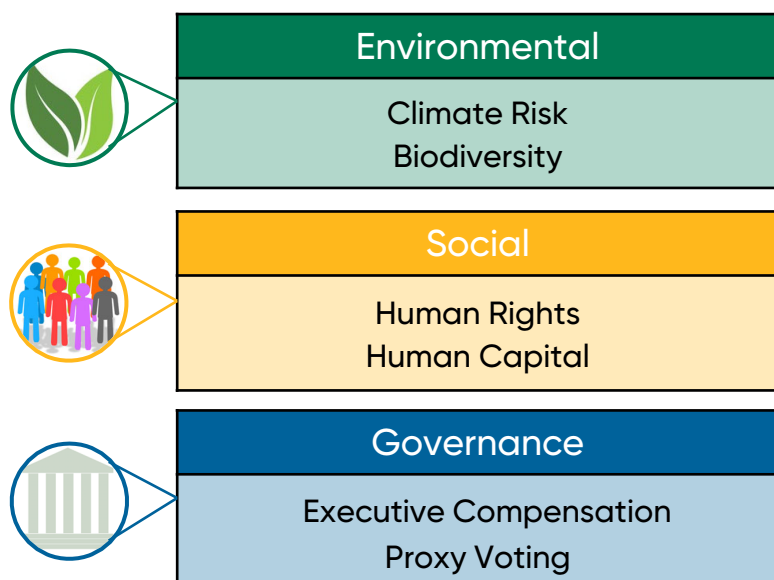 Environmental
Climate Risk
Biodiversity
Social
Human Rights
Human Capital
Governance
Executive Compensation
Proxy Voting